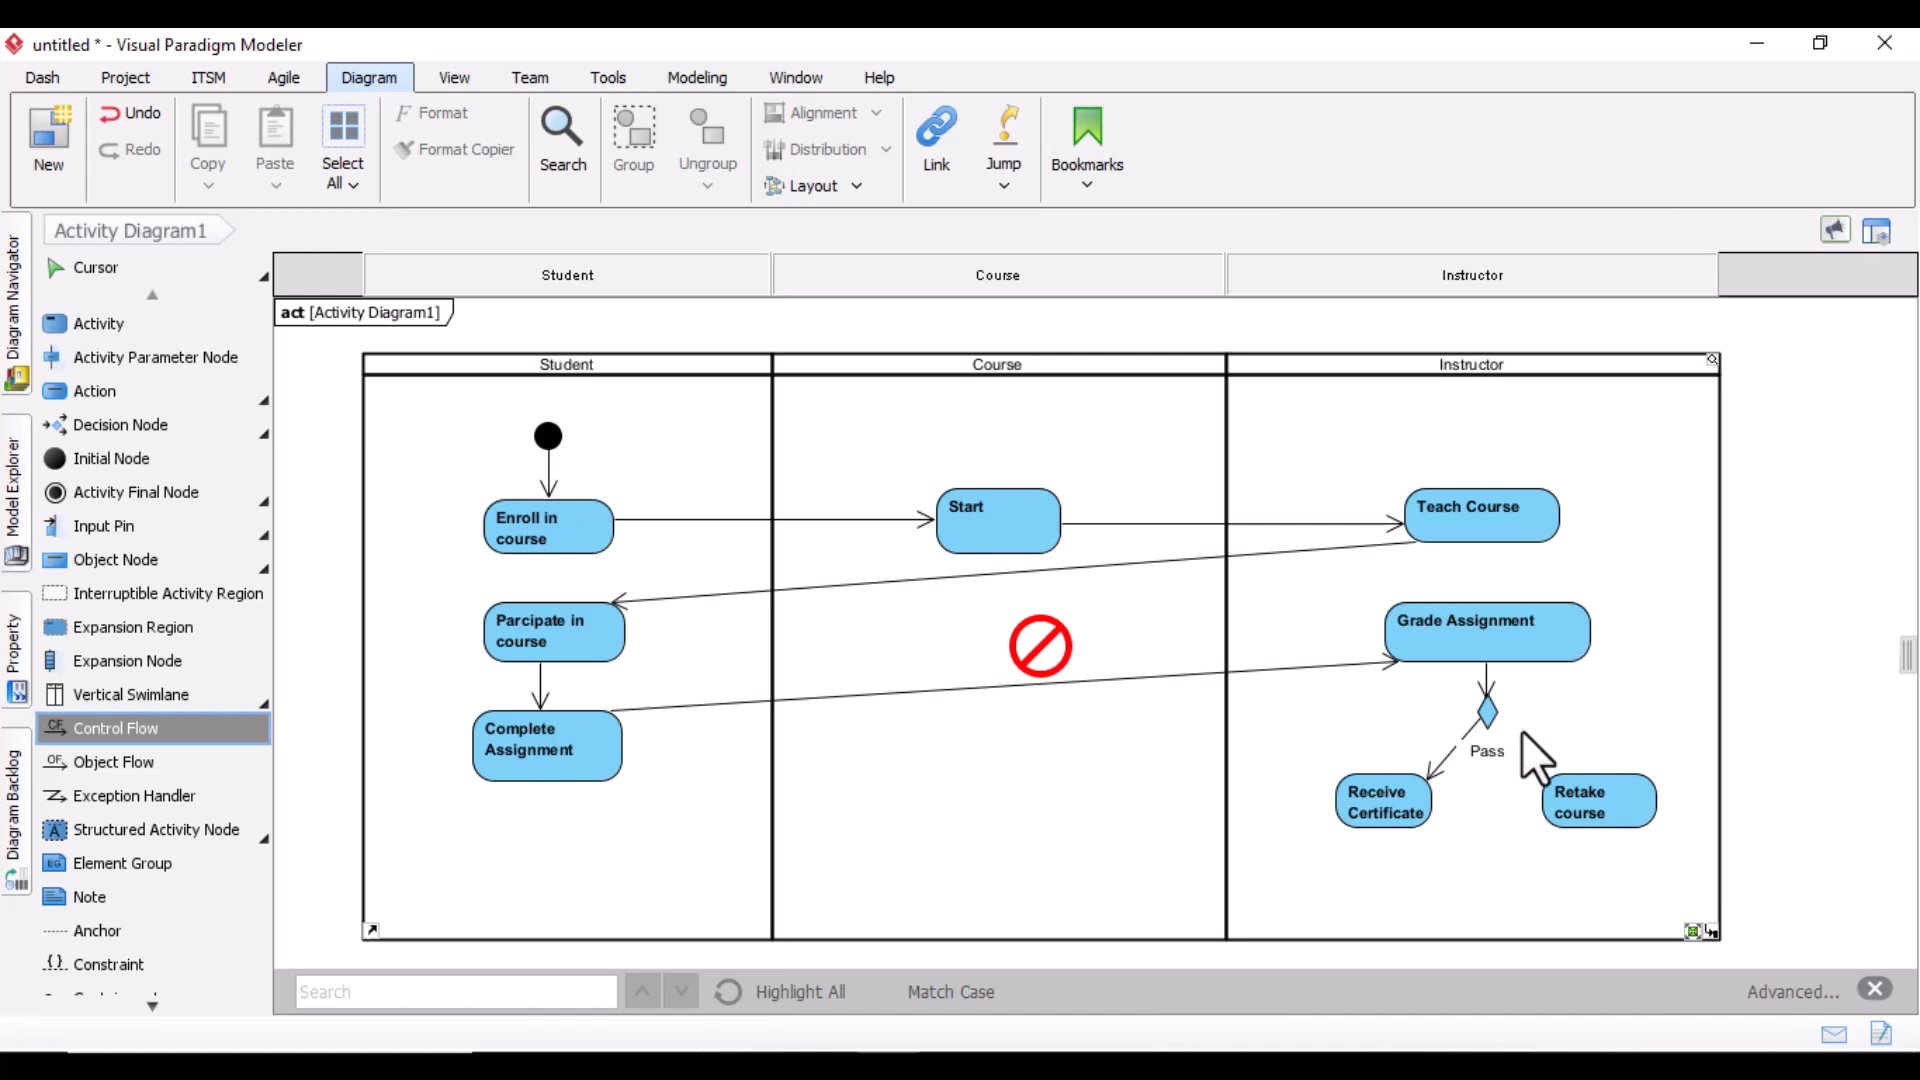 untitled * - Visual Paradigm Modeler
Dash Project ITSM Agile Diagram View Team Tools Modeling Window Help
New
Undo
Redo
Copy
Paste
Select
All
Format
Format Copier
Search
Group
Ungroup
Alignment
Distribution
Layout
Link
Jump
Bookmarks
Diagram Navigator
Model Explorer
Property
Diagram Backlog
Activity Diagram1
Cursor
Activity
Activity Parameter Node
Action
Decision Node
Initial Node
Activity Final Node
Input Pin
Object Node
Interruptible Activity Region
Expansion Region
Expansion Node
Vertical Swimlane
CF Control Flow
OF Object Flow
Exception Handler
A Structured Activity Node
EG Element Group
Note
Anchor
{} Constraint
Student Course Instructor
act [Activity Diagram1]
Student Course Instructor
Enroll in
course
Start
Teach Course
Parcipate in
course
Grade Assignment
Complete
Assignment
Pass
Receive
Certificate
Retake
course
Search
Highlight All
Match Case
Advanced...